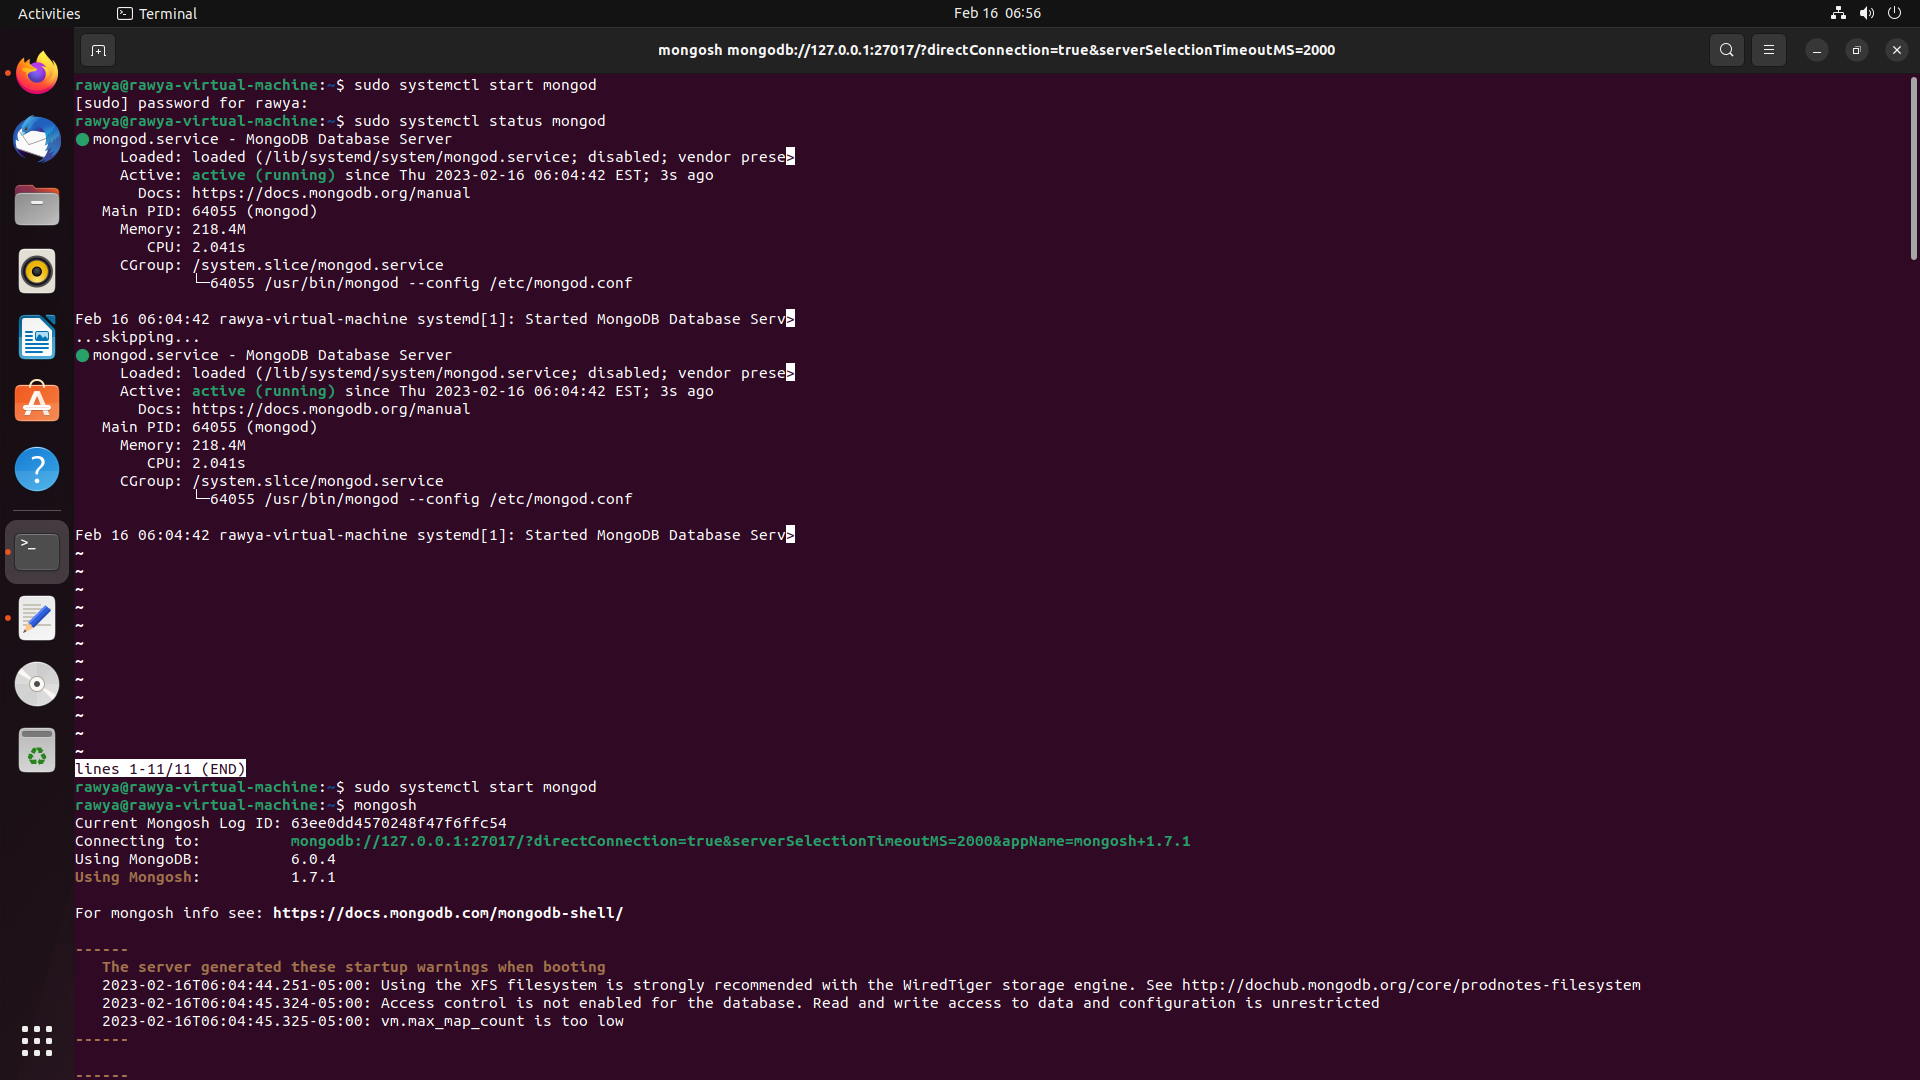 Activities Terminal Feb 16 06:56
mongosh mongodb://127.0.0.1:27017/?directConnection=true&serverSelectionTimeoutMS=2000
rawya@rawya-virtual-machine:~$ sudo systemctl start mongod
[sudo] password for rawya:
rawya@rawya-virtual-machine:~$ sudo systemctl status mongod
● mongod.service - MongoDB Database Server
     Loaded: loaded (/lib/systemd/system/mongod.service; disabled; vendor prese>
     Active: active (running) since Thu 2023-02-16 06:04:42 EST; 3s ago
       Docs: https://docs.mongodb.org/manual
   Main PID: 64055 (mongod)
     Memory: 218.4M
        CPU: 2.041s
     CGroup: /system.slice/mongod.service
             └─64055 /usr/bin/mongod --config /etc/mongod.conf
Feb 16 06:04:42 rawya-virtual-machine systemd[1]: Started MongoDB Database Serv>
...skipping...
● mongod.service - MongoDB Database Server
     Loaded: loaded (/lib/systemd/system/mongod.service; disabled; vendor prese>
     Active: active (running) since Thu 2023-02-16 06:04:42 EST; 3s ago
       Docs: https://docs.mongodb.org/manual
   Main PID: 64055 (mongod)
     Memory: 218.4M
        CPU: 2.041s
     CGroup: /system.slice/mongod.service
             └─64055 /usr/bin/mongod --config /etc/mongod.conf
Feb 16 06:04:42 rawya-virtual-machine systemd[1]: Started MongoDB Database Serv>
~
~
~
~
~
~
~
~
~
~
~
~
lines 1-11/11 (END)
rawya@rawya-virtual-machine:~$ sudo systemctl start mongod
rawya@rawya-virtual-machine:~$ mongosh
Current Mongosh Log ID: 63ee0dd4570248f47f6ffc54
Connecting to:          mongodb://127.0.0.1:27017/?directConnection=true&serverSelectionTimeoutMS=2000&appName=mongosh+1.7.1
Using MongoDB:          6.0.4
Using Mongosh:          1.7.1
For mongosh info see: https://docs.mongodb.com/mongodb-shell/
------
   The server generated these startup warnings when booting
   2023-02-16T06:04:44.251-05:00: Using the XFS filesystem is strongly recommended with the WiredTiger storage engine. See http://dochub.mongodb.org/core/prodnotes-filesystem
   2023-02-16T06:04:45.324-05:00: Access control is not enabled for the database. Read and write access to data and configuration is unrestricted
   2023-02-16T06:04:45.325-05:00: vm.max_map_count is too low
------
------